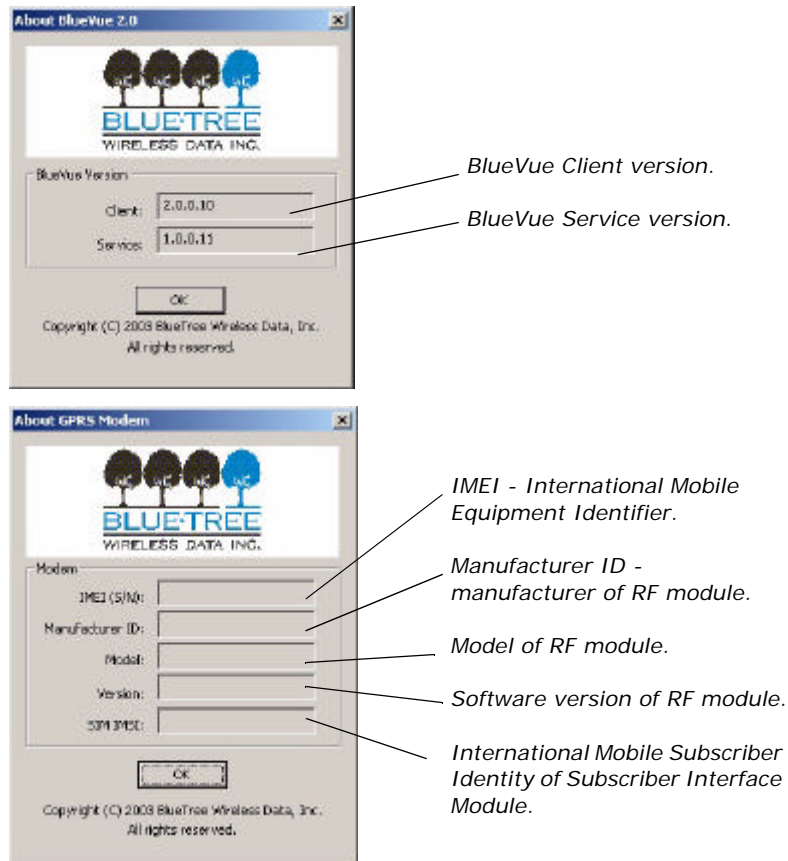 About BlueVue 2.0
BLUE·TREE
WIRELESS DATA INC.
BlueVue Version
Client: 2.0.0.10
Service: 1.0.0.11
OK
Copyright (C) 2003 BlueTree Wireless Data, Inc.
All rights reserved.
BlueVue Client version.
BlueVue Service version.
About GPRS Modem
BLUE·TREE
WIRELESS DATA INC.
Modem
IMEI (S/N):
Manufacturer ID:
Model:
Version:
SIM IMSI:
OK
Copyright (C) 2003 BlueTree Wireless Data, Inc.
All rights reserved.
IMEI - International Mobile
Equipment Identifier.
Manufacturer ID -
manufacturer of RF module.
Model of RF module.
Software version of RF module.
International Mobile Subscriber
Identity of Subscriber Interface
Module.